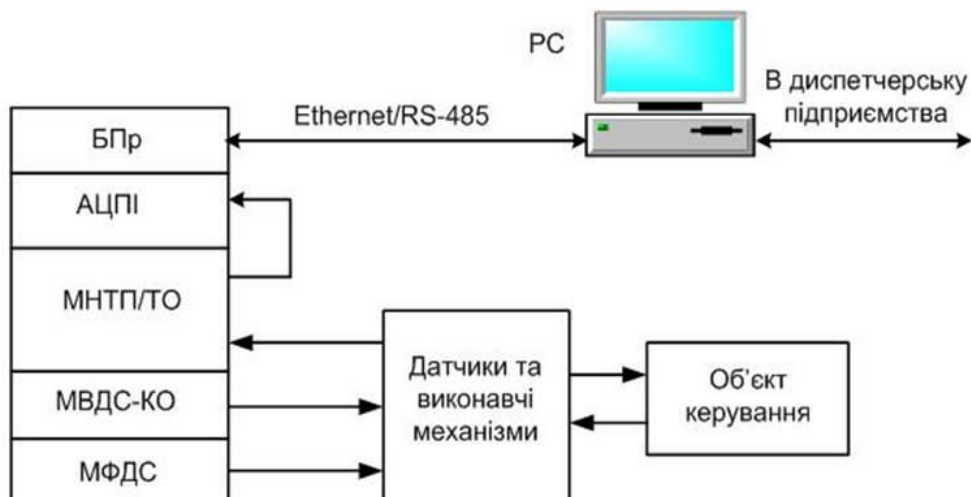 PC
В диспетчерську
підприємства
Ethernet/RS-485
БПр
АЦПІ
МНТП/ТО
МВДС-КО
МФДС
Датчики та
виконавчі
механізми
Об'єкт
керування